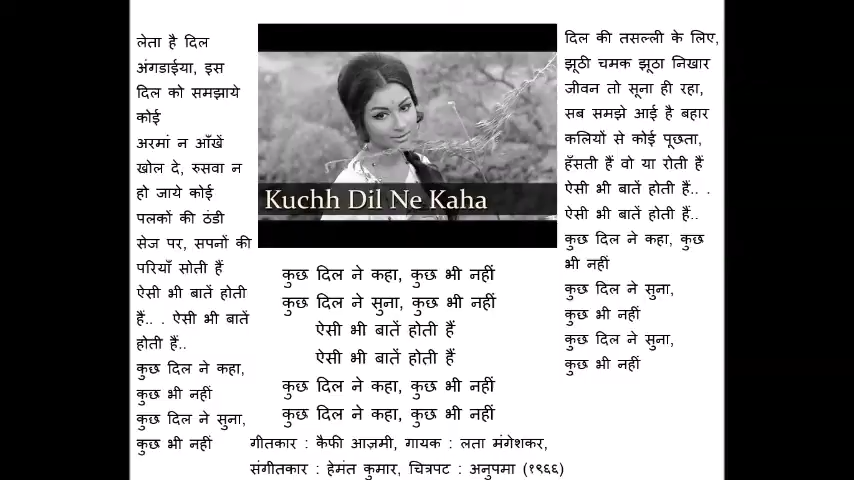 लेता है दिल
अंगडाईया, इस
दिल को समझाये
कोई
अरमां न आँखें
खोल दे, रुसवा न
हो जाये कोई
पलकों की ठंडी
सेज पर, सपनों की
परियाँ सोती हैं
ऐसी भी बातें होती
हैं.. . ऐसी भी बातें
होती हैं..
कुछ दिल ने कहा,
कुछ भी नहीं
कुछ दिल ने सुना,
कुछ भी नहीं
Kuchh Dil Ne Kaha
कुछ दिल ने कहा, कुछ भी नहीं
कुछ दिल ने सुना, कुछ भी नहीं
ऐसी भी बातें होती हैं
ऐसी भी बातें होती हैं
कुछ दिल ने कहा, कुछ भी नहीं
कुछ दिल ने कहा, कुछ भी नहीं
दिल की तसल्ली के लिए,
झूठी चमक झूठा निखार
जीवन तो सूना ही रहा,
सब समझे आई है बहार
कलियों से कोई पूछता,
हँसती हैं वो या रोती हैं
ऐसी भी बातें होती हैं.. .
ऐसी भी बातें होती हैं..
कुछ दिल ने कहा, कुछ
भी नहीं
कुछ दिल ने सुना,
कुछ भी नहीं
कुछ दिल ने सुना,
कुछ भी नहीं
गीतकार : कैफी आज़मी, गायक : लता मंगेशकर,
संगीतकार : हेमंत कुमार, चित्रपट : अनुपमा (१९६६)